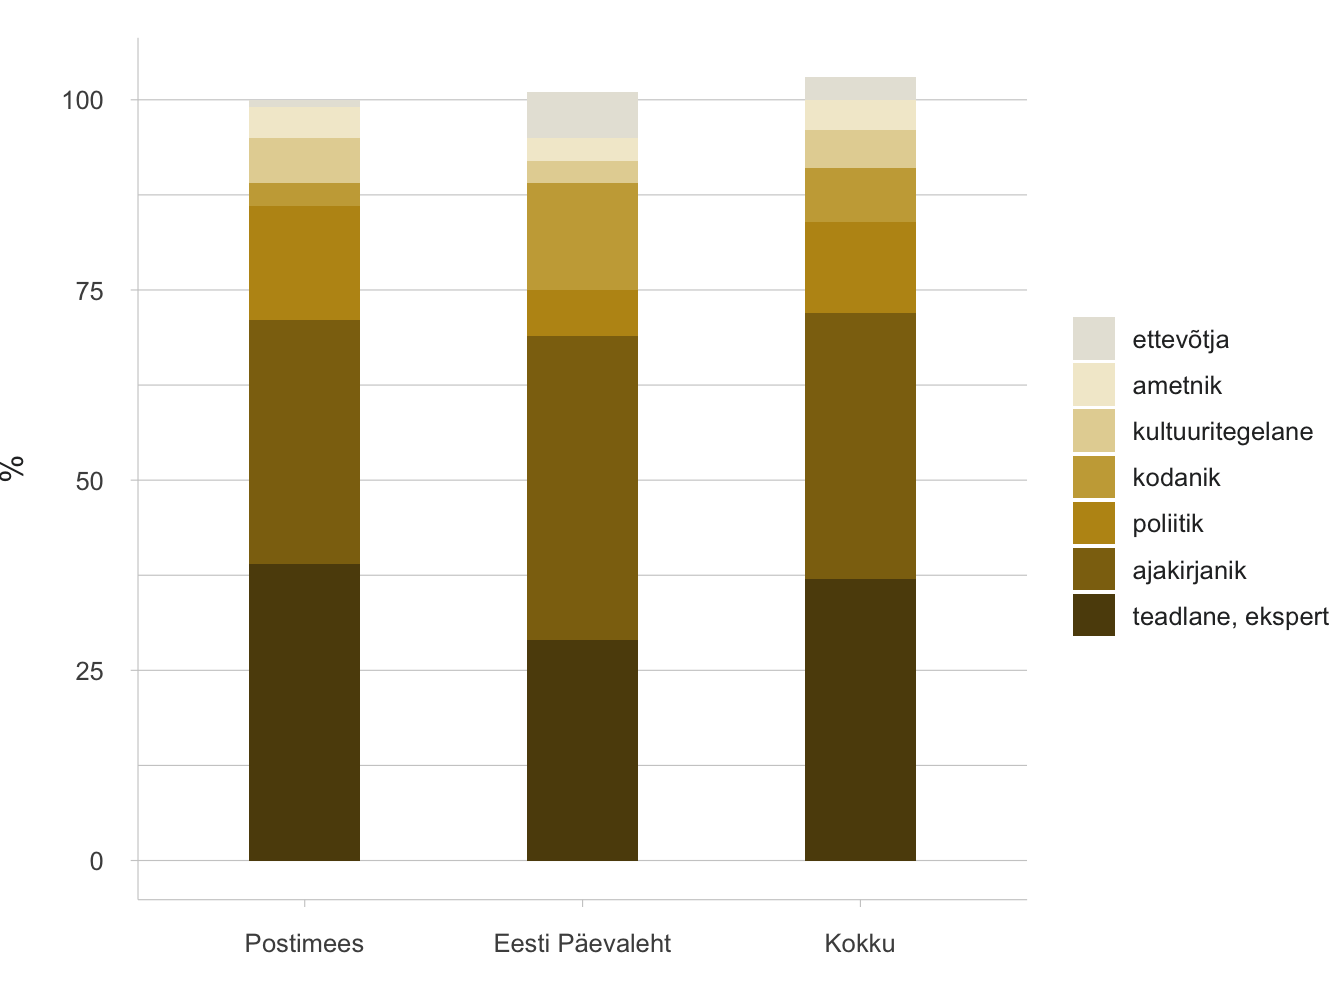 %
100
75
50
25
0
Postimees
Eesti Päevaleht
Kokku
ettevõtja
ametnik
kultuuritegelane
kodanik
poliitik
ajakirjanik
teadlane, ekspert